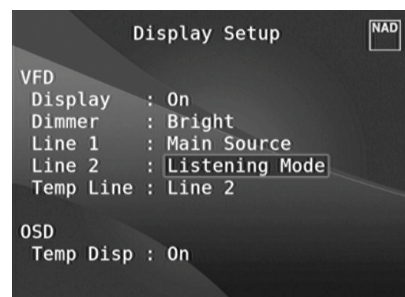 Display Setup
NAD
VFD
Display : On
Dimmer : Bright
Line 1 : Main Source
Line 2 : Listening Mode
Temp Line : Line 2
OSD
Temp Disp : On